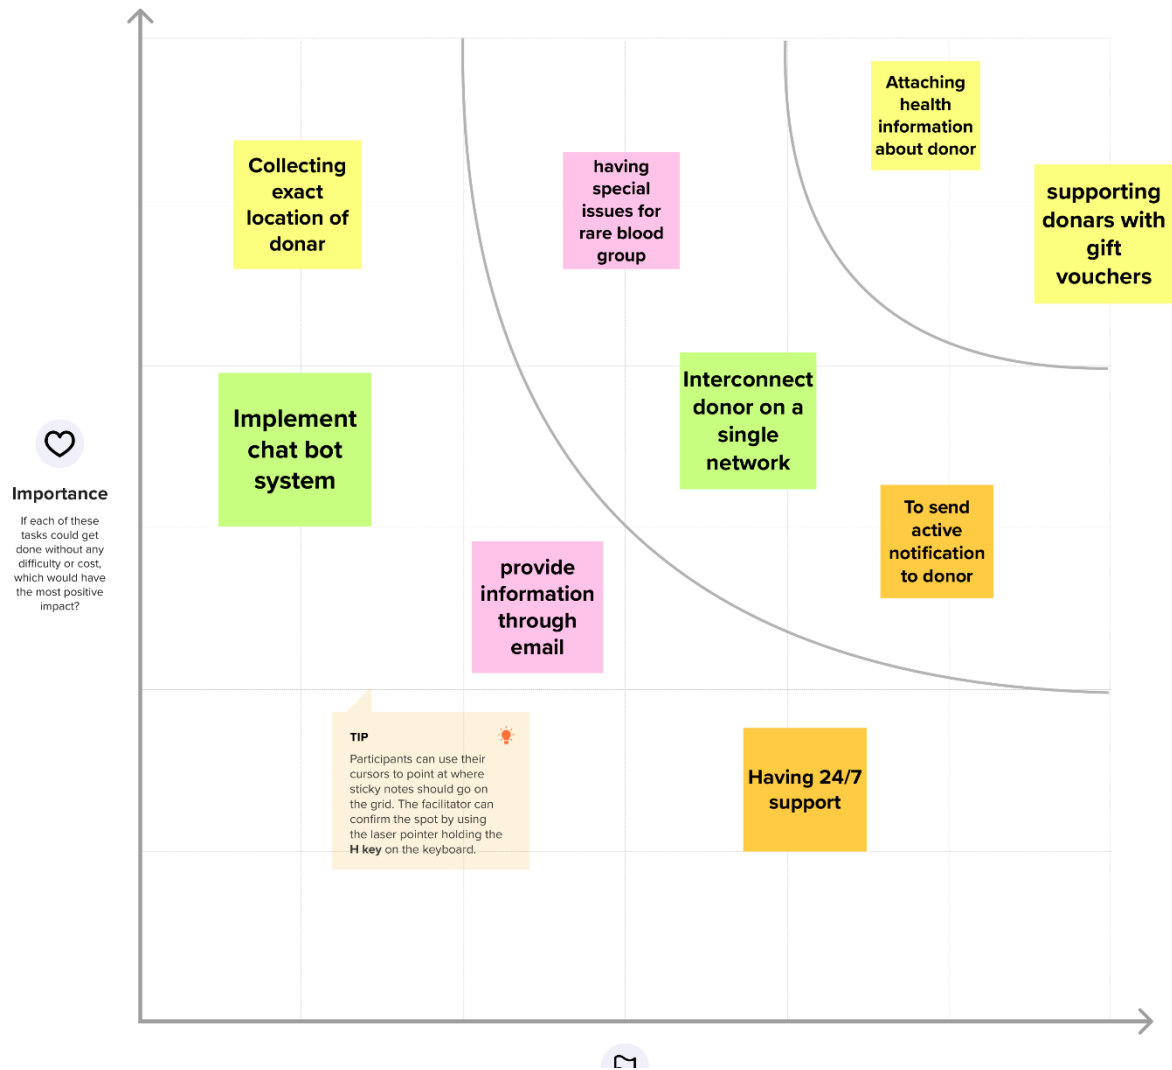 Attaching
health
information
about donor
Collecting
exact
location of
donar
having
special
issues for
rare blood
group
supporting
donars with
gift
vouchers
Interconnect
donor on a
single
network
Implement
chat bot
system
Importance
If each of these
tasks could get
done without any
difficulty or cost,
which would have
the most positive
impact?
To send
active
notification
to donor
provide
information
through
email
TIP
Participants can use their
cursors to point at where
sticky notes should go on
the grid. The facilitator can
confirm the spot by using
the laser pointer holding the
H key on the keyboard.
Having 24/7
support